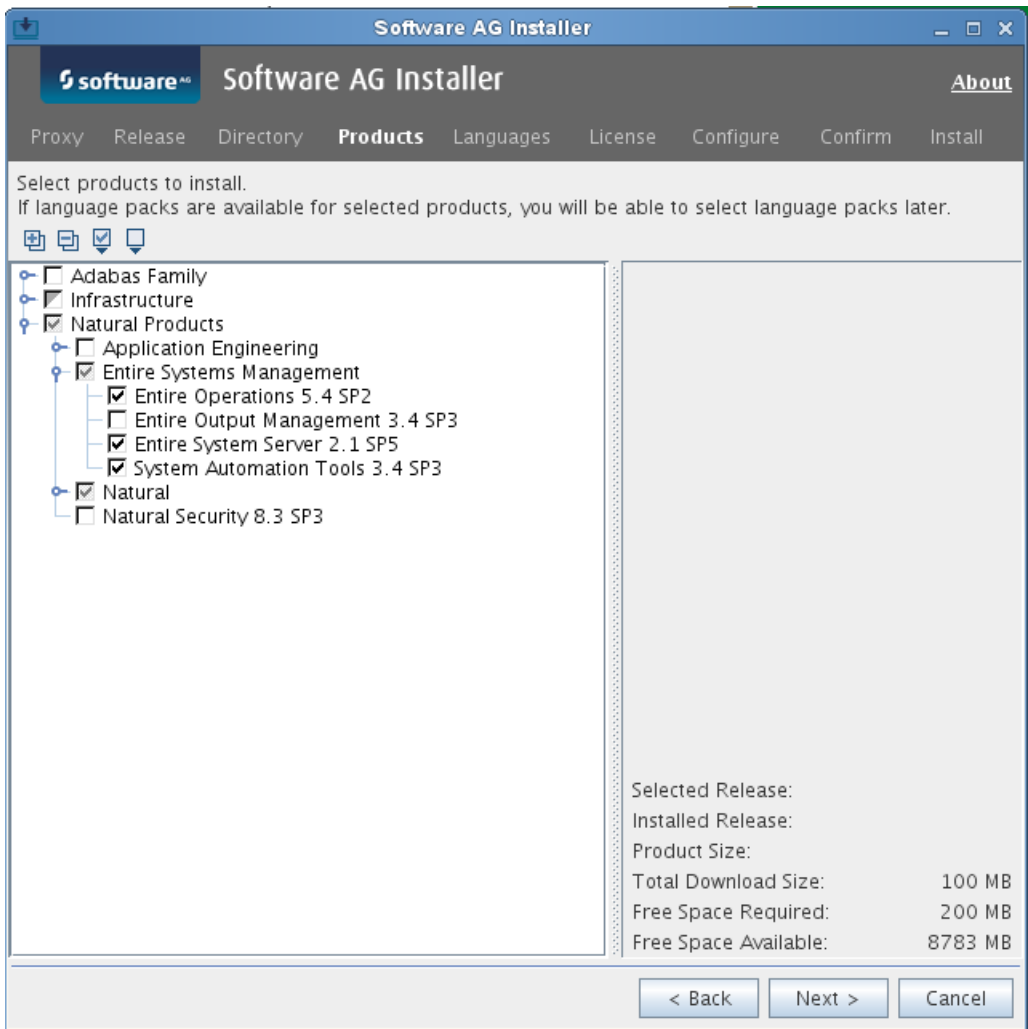 Software AG Installer
software AG Software AG Installer About
Proxy Release Directory Products Languages License Configure Confirm Install
Select products to install.
If language packs are available for selected products, you will be able to select language packs later.
Adabas Family
Infrastructure
Natural Products
Application Engineering
Entire Systems Management
Entire Operations 5.4 SP2
Entire Output Management 3.4 SP3
Entire System Server 2.1 SP5
System Automation Tools 3.4 SP3
Natural
Natural Security 8.3 SP3
Selected Release:
Installed Release:
Product Size:
Total Download Size: 100 MB
Free Space Required: 200 MB
Free Space Available: 8783 MB
< Back Next > Cancel